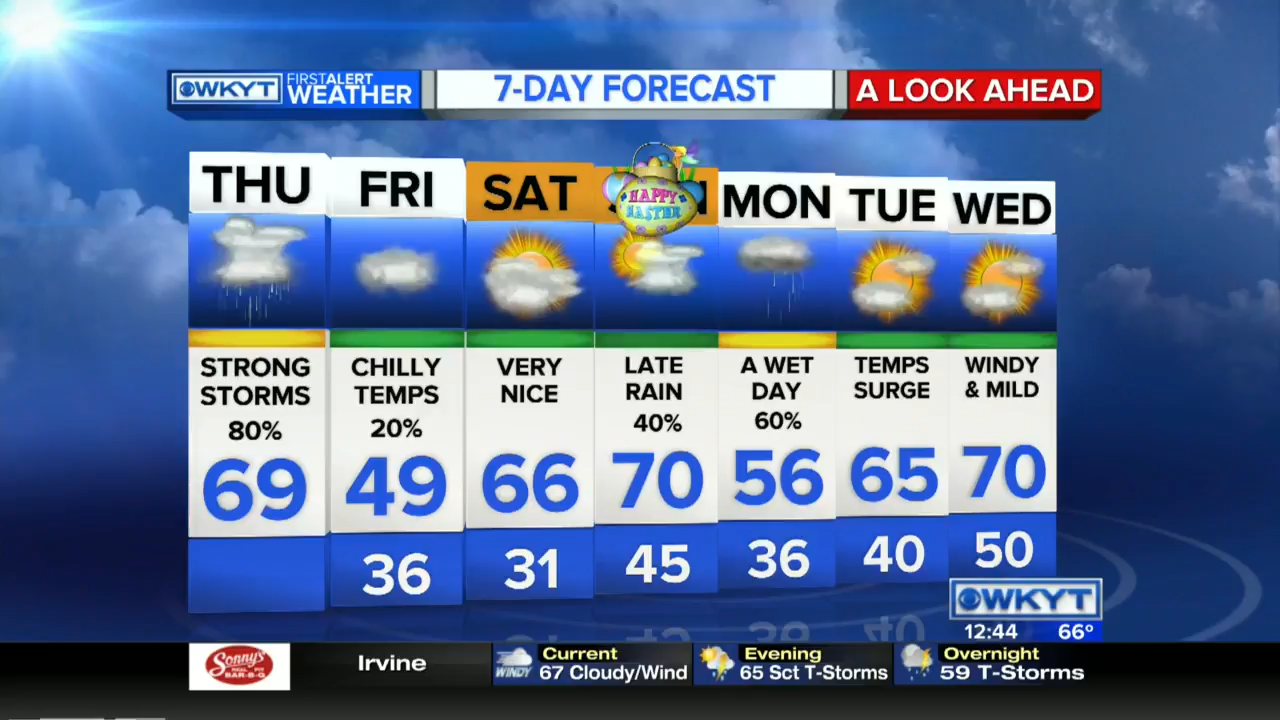 WKYT
FIRST ALERT
WEATHER
7-DAY FORECAST
A LOOK AHEAD
THU FRI SAT MON TUE WED
HAPPY
EASTER
STRONG
STORMS
80%
69
CHILLY
TEMPS
20%
49
36
VERY
NICE
66
31
LATE
RAIN
40%
70
45
A WET
DAY
60%
56
36
TEMPS
SURGE
65
40
WINDY
& MILD
70
50
WKYT
12:44 66°
Sonny's
REAL PIT
BAR-B-Q
Irvine
WINDY
Current
67 Cloudy/Wind
Evening
65 Sct T-Storms
Overnight
59 T-Storms